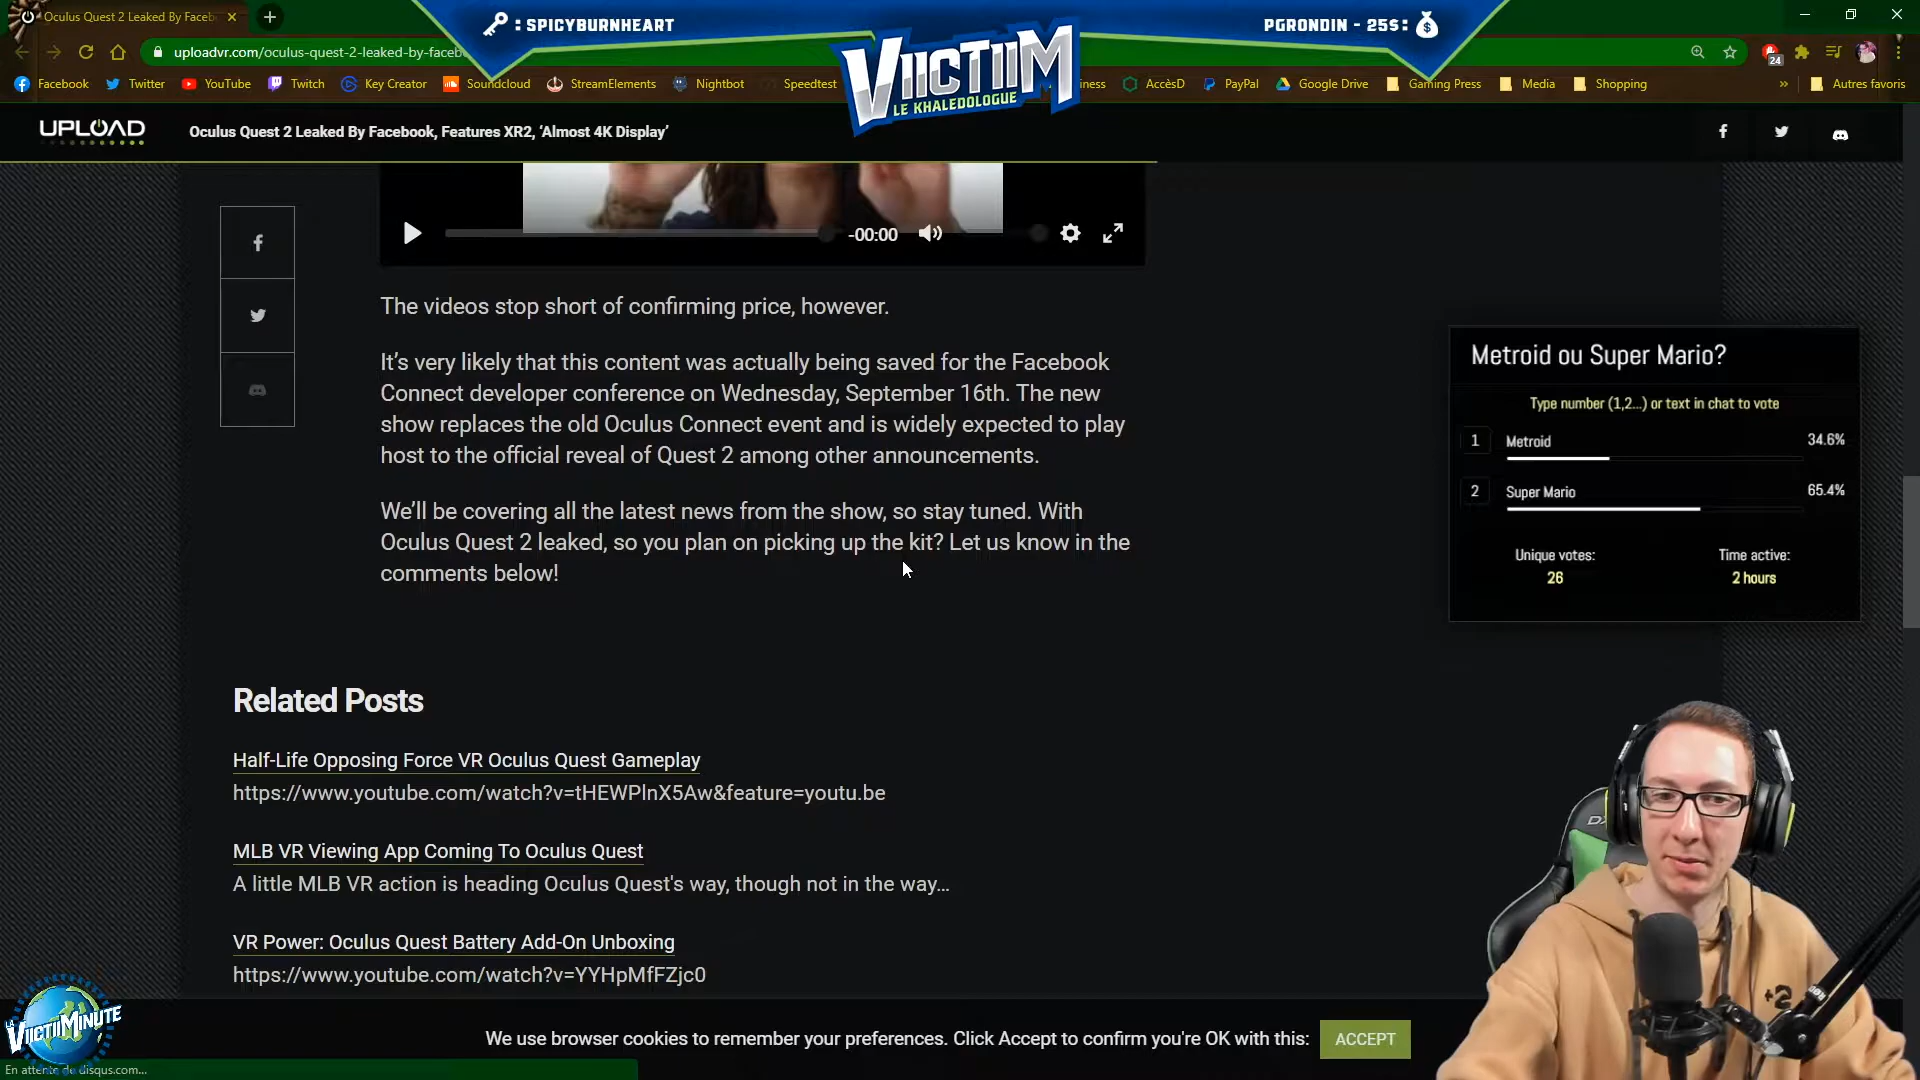 Oculus Quest 2 Leaked By Faceb
: SPICYBURNHEART
PGRONDIN - 25$:
VIICTIIM
LE KHALEDOLOGUE
uploadvr.com/oculus-quest-2-leaked-by-faceb
24
Facebook
Twitter
YouTube
Twitch
Key Creator
Soundcloud
StreamElements
Nightbot
Speedtest
iness
AccèsD
PayPal
Google Drive
Gaming Press
Media
Shopping
»
Autres favoris
UPLOAD
Oculus Quest 2 Leaked By Facebook, Features XR2, ‘Almost 4K Display’
-00:00
The videos stop short of confirming price, however.
It’s very likely that this content was actually being saved for the Facebook
Connect developer conference on Wednesday, September 16th. The new
show replaces the old Oculus Connect event and is widely expected to play
host to the official reveal of Quest 2 among other announcements.
We’ll be covering all the latest news from the show, so stay tuned. With
Oculus Quest 2 leaked, so you plan on picking up the kit? Let us know in the
comments below!
Metroid ou Super Mario?
Type number (1,2...) or text in chat to vote
1 Metroid 34.6%
2 Super Mario 65.4%
Unique votes: Time active:
26 2 hours
Related Posts
Half-Life Opposing Force VR Oculus Quest Gameplay
https://www.youtube.com/watch?v=tHEWPlnX5Aw&feature=youtu.be
MLB VR Viewing App Coming To Oculus Quest
A little MLB VR action is heading Oculus Quest's way, though not in the way...
VR Power: Oculus Quest Battery Add-On Unboxing
https://www.youtube.com/watch?v=YYHpMfFZjc0
LA
VIICTIIMINUTE
We use browser cookies to remember your preferences. Click Accept to confirm you're OK with this:
ACCEPT
En attente de disqus.com...